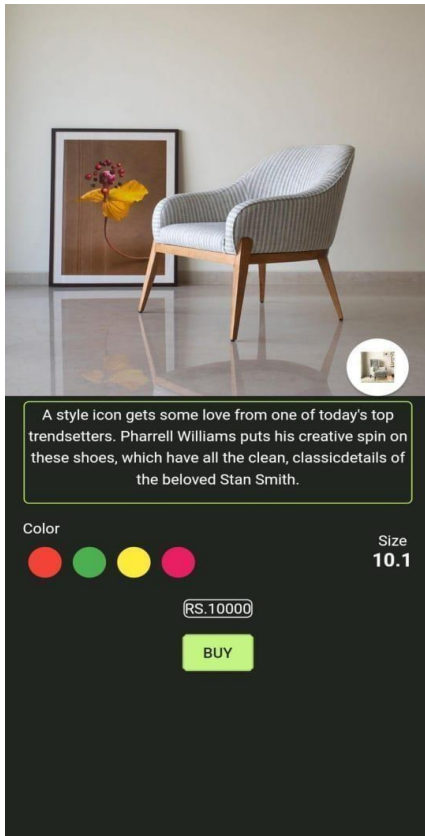 A style icon gets some love from one of today's top
trendsetters. Pharrell Williams puts his creative spin on
these shoes, which have all the clean, classicdetails of
the beloved Stan Smith.
Color
Size
10.1
RS.10000
BUY